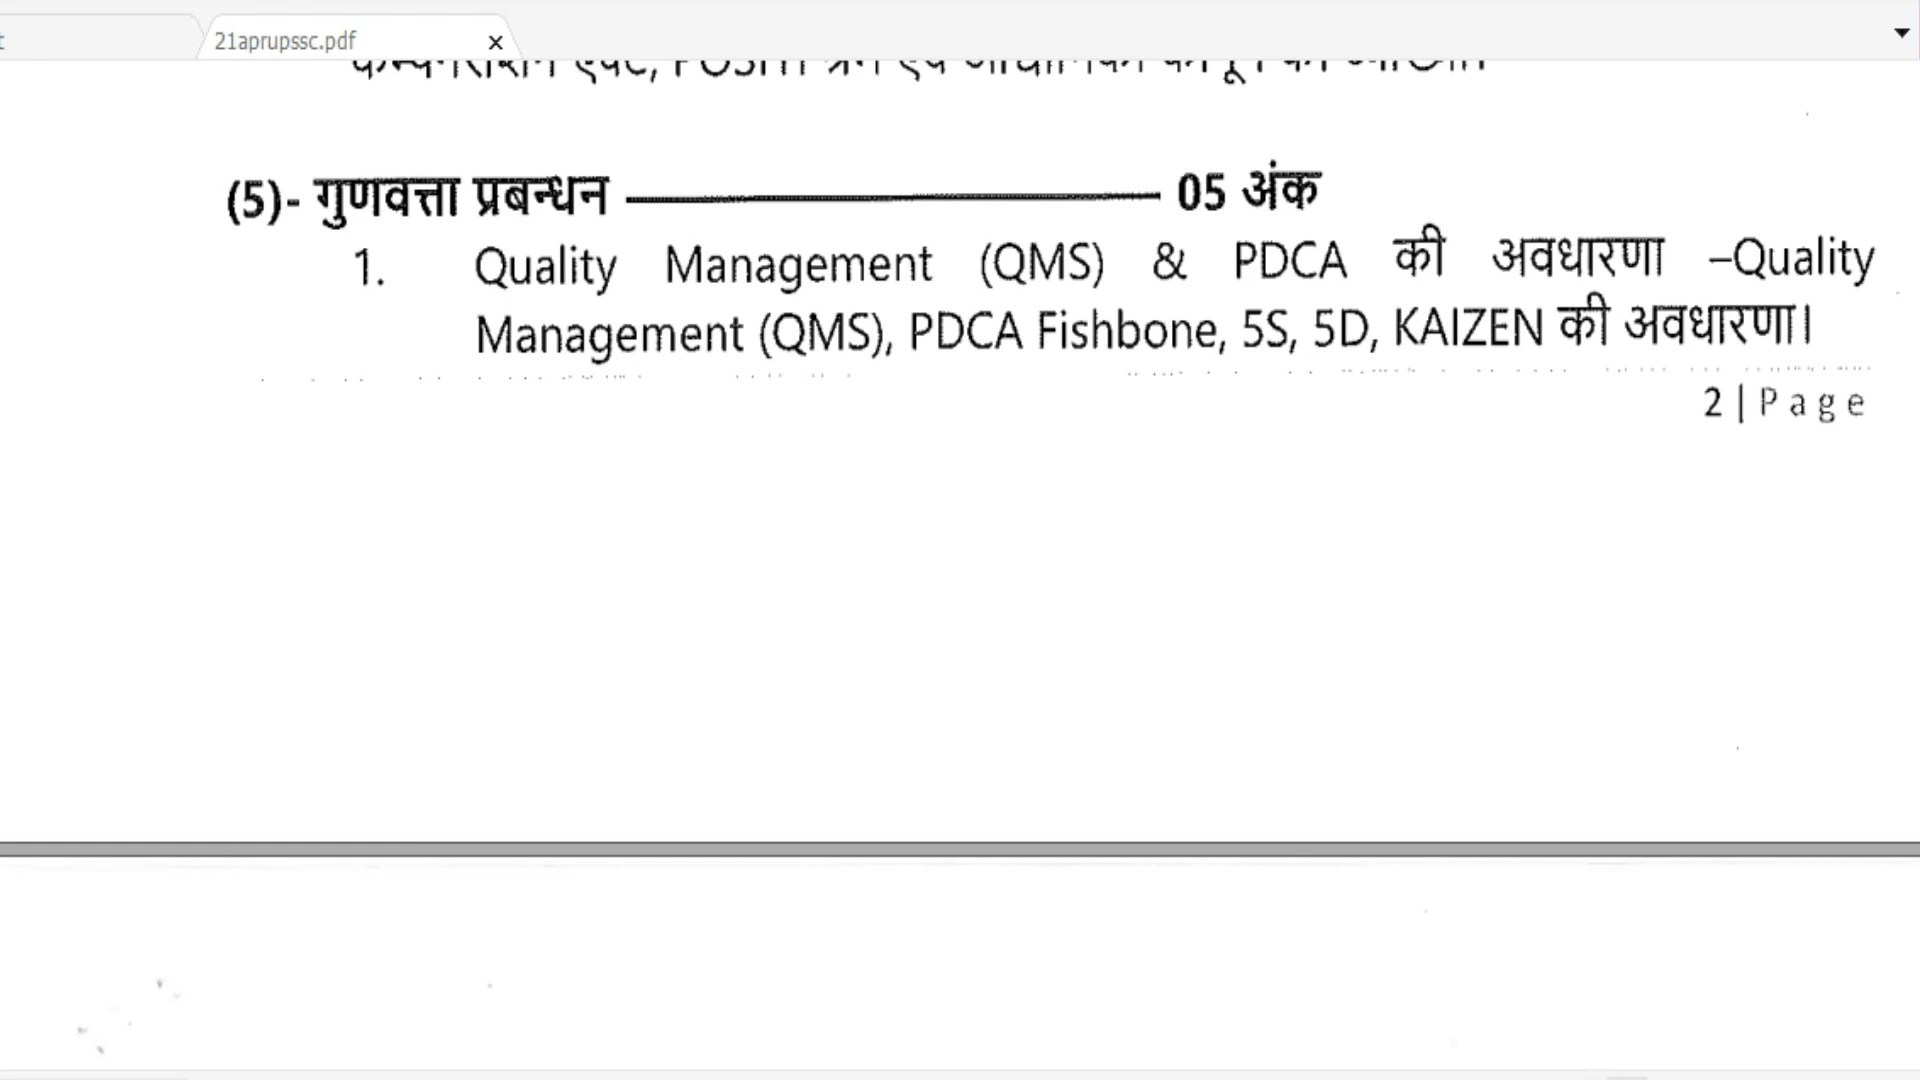 21aprupssc.pdf
एवं
(5)- गुणवत्ता प्रबन्धन 05 अंक
1. Quality Management (QMS) & PDCA की अवधारणा –Quality
Management (QMS), PDCA Fishbone, 5S, 5D, KAIZEN की अवधारणा।
2 | Page